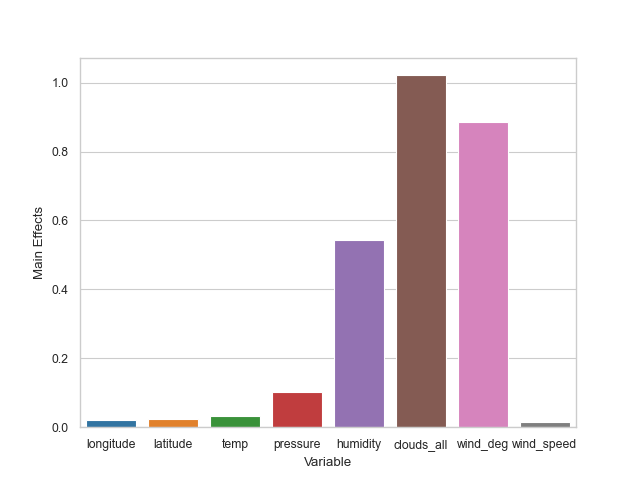 1.0
0.8
0.6
0.4
0.2
0.0
Main Effects
longitude latitude temp pressure humidity clouds_all wind_deg wind_speed
Variable